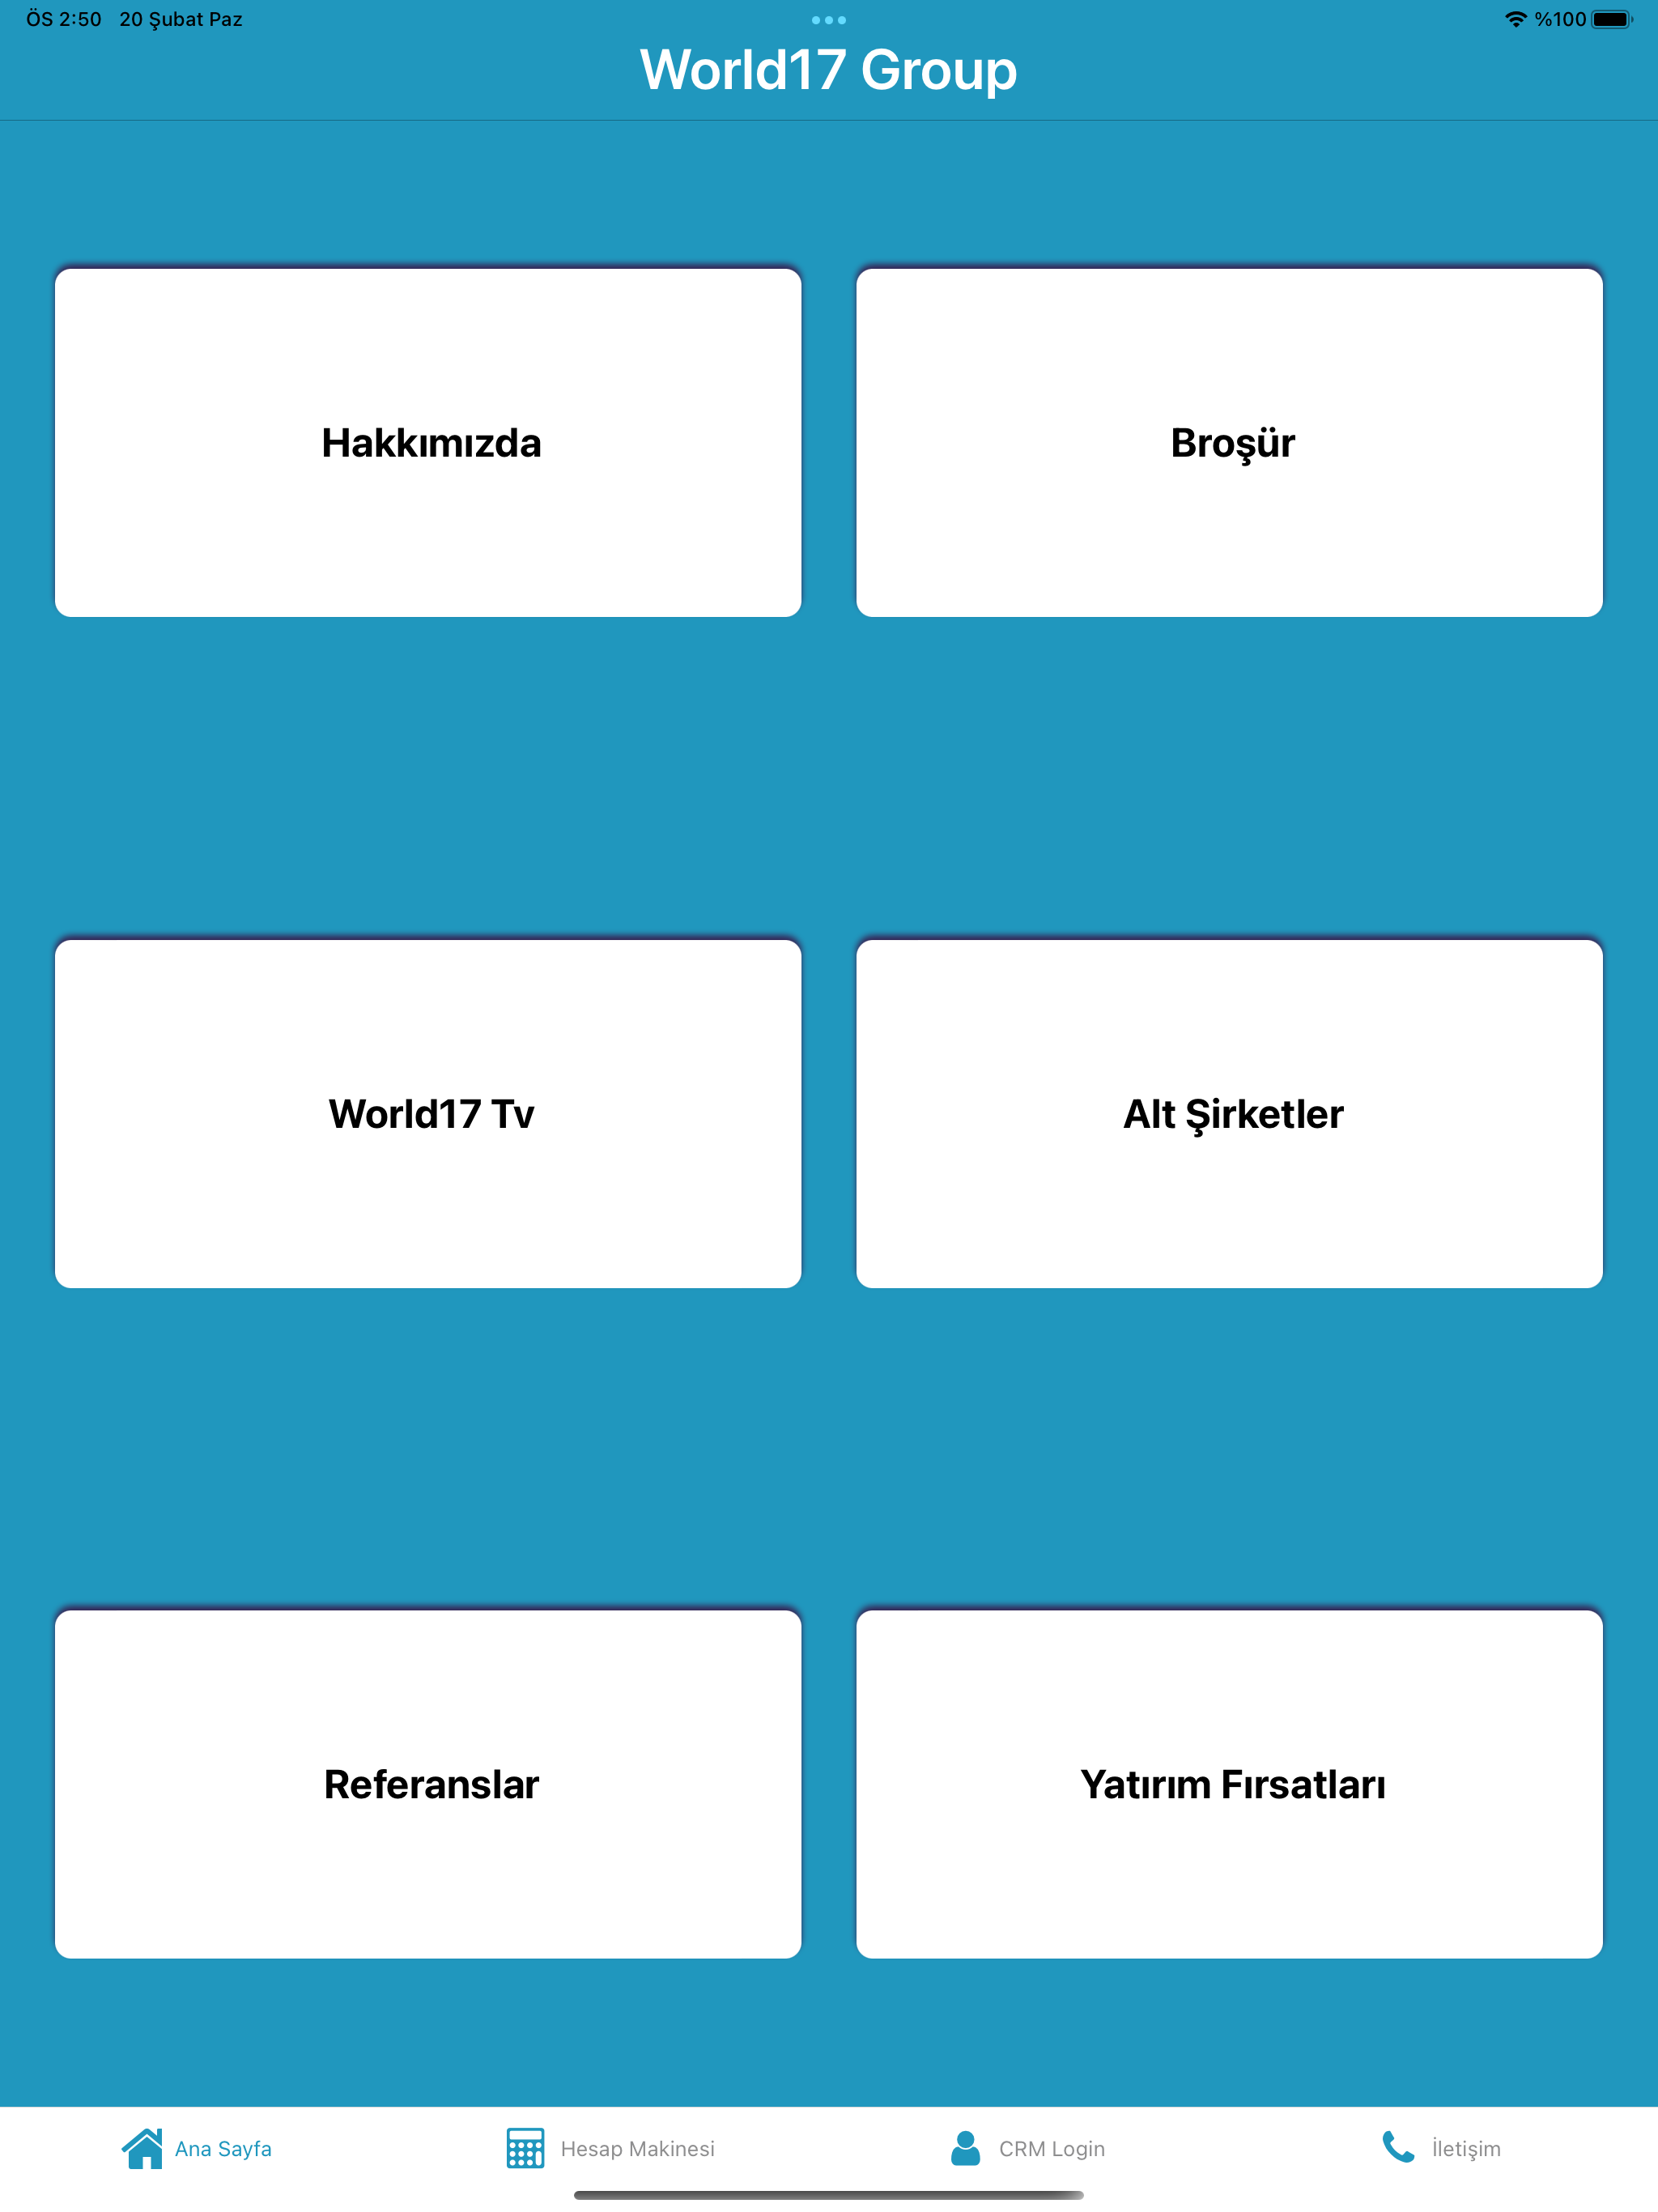 ÖS 2:50 20 Şubat Paz
%100
World17 Group
Hakkımızda
Broşür
World17 Tv
Alt Şirketler
Referanslar
Yatırım Fırsatları
Ana Sayfa
Hesap Makinesi
CRM Login
İletişim